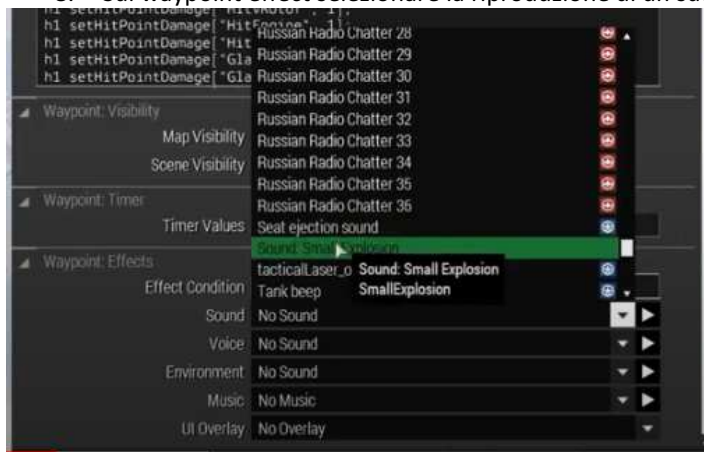 h1 setHitPointDamage["HitVRotor", 1];
h1 setHitPointDamage["HitEngine", 1]
h1 setHitPointDamage["Hit
h1 setHitPointDamage["Gla
h1 setHitPointDamage["Gla
Russian Radio Chatter 28
Russian Radio Chatter 29
Russian Radio Chatter 30
Russian Radio Chatter 31
Waypoint: Visibility
Russian Radio Chatter 32
Map Visibility
Russian Radio Chatter 33
Scene Visibility
Russian Radio Chatter 34
Russian Radio Chatter 35
Waypoint: Timer
Russian Radio Chatter 36
Timer Values
Seat ejection sound
Sound: Small Explosion
Waypoint: Effects
tacticalLaser_o
Sound: Small Explosion
SmallExplosion
Effect Condition
Tank beep
Sound No Sound
Voice No Sound
Environment No Sound
Music No Music
UI Overlay No Overlay